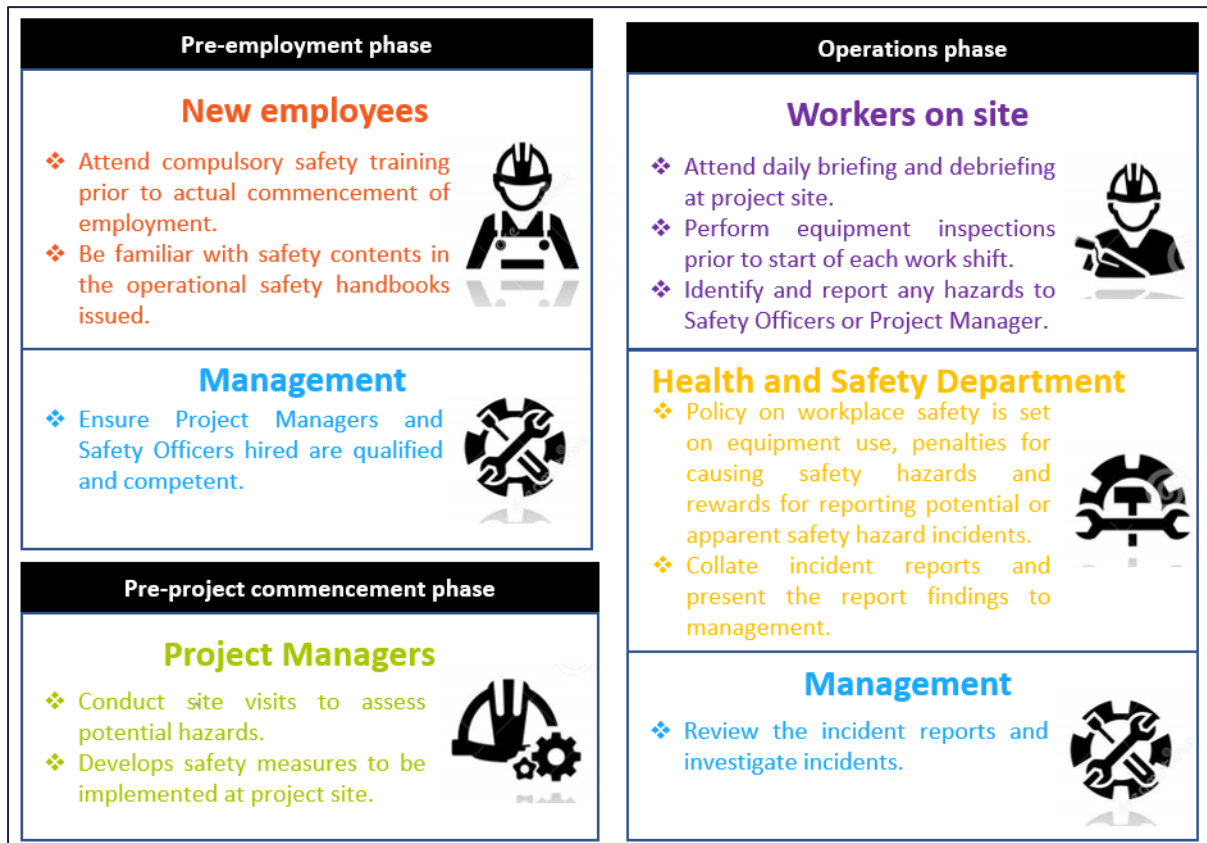 Pre-employment phase
New employees
❖ Attend compulsory safety training
prior to actual commencement of
employment.
❖ Be familiar with safety contents in
the operational safety handbooks
issued.
Management
❖ Ensure Project Managers and
Safety Officers hired are qualified
and competent.
Pre-project commencement phase
Project Managers
❖ Conduct site visits to assess
potential hazards.
❖ Develops safety measures to be
implemented at project site.
Operations phase
Workers on site
❖ Attend daily briefing and debriefing
at project site.
❖ Perform equipment inspections
prior to start of each work shift.
❖ Identify and report any hazards to
Safety Officers or Project Manager.
Health and Safety Department
❖ Policy on workplace safety is set
on equipment use, penalties for
causing safety hazards and
rewards for reporting potential or
apparent safety hazard incidents.
❖ Collate incident reports and
present the report findings to
management.
Management
❖ Review the incident reports and
investigate incidents.